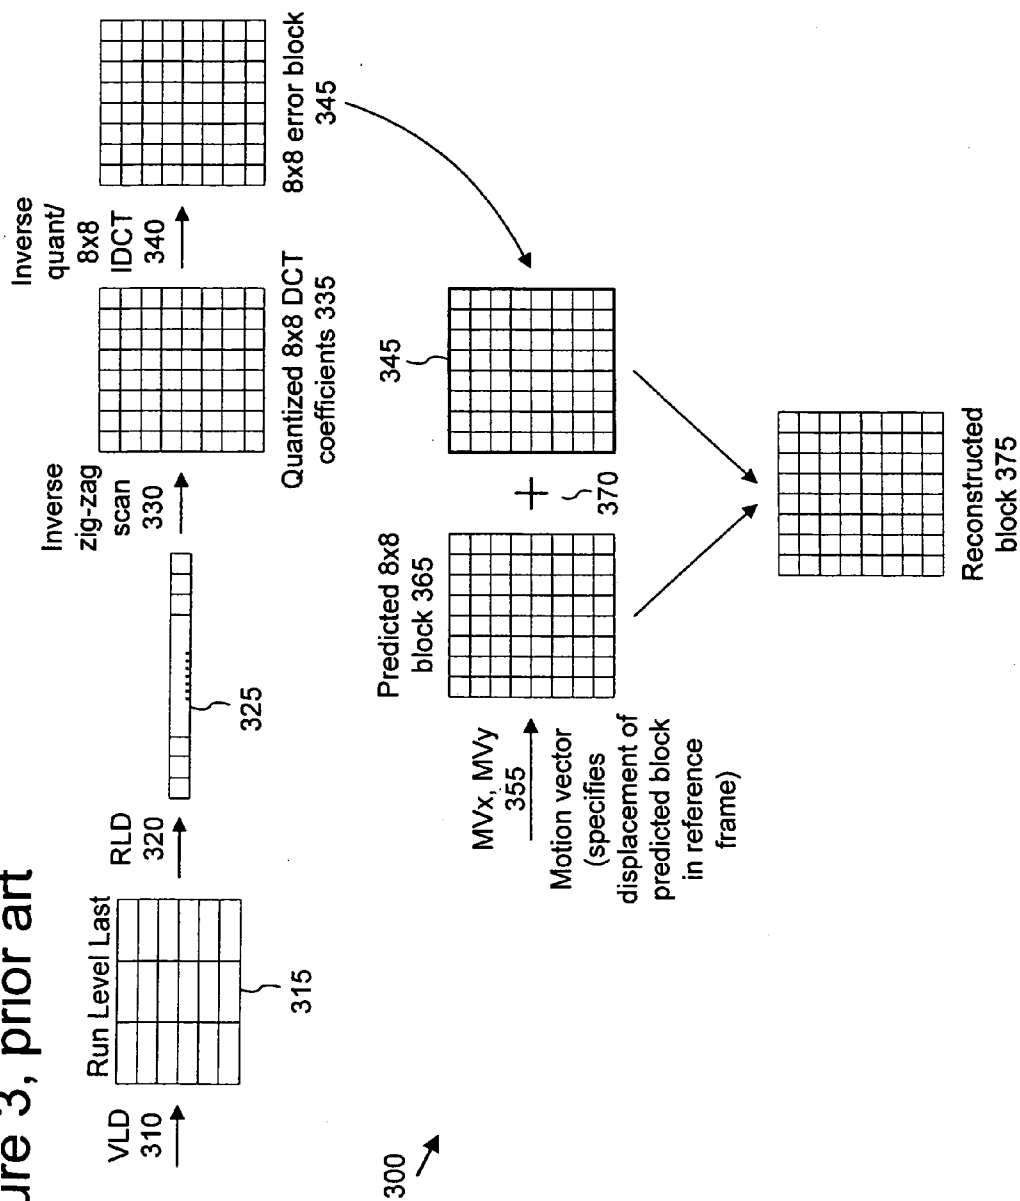 ure 3, prior art
VLD
310
Run Level Last
315
RLD
320
325
Inverse
zig-zag
scan
330
Quantized 8x8 DCT
coefficients 335
Inverse
quant/
8x8
IDCT
340
8x8 error block
345
300
MVx, MVy
355
Motion vector
(specifies
displacement of
predicted block
in reference
frame)
Predicted 8x8
block 365
+
370
345
Reconstructed
block 375